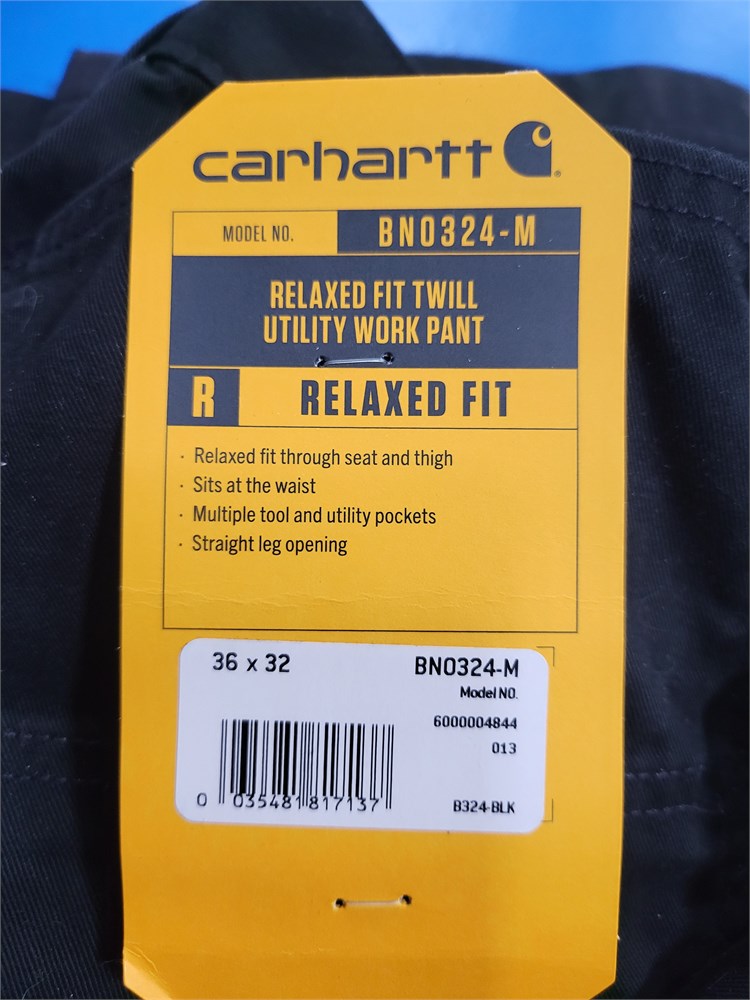 carhartt
MODEL NO. BN0324-M
RELAXED FIT TWILL
UTILITY WORK PANT
R RELAXED FIT
· Relaxed fit through seat and thigh
· Sits at the waist
· Multiple tool and utility pockets
· Straight leg opening
36 x 32 BN0324-M
Model NO.
6000004844
013
0 035481817137
B324-BLK